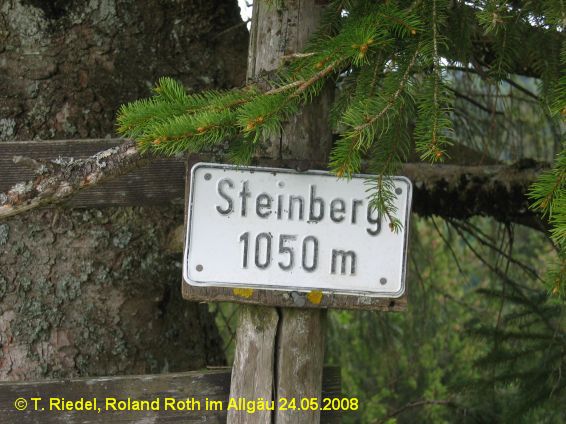 Steinberg
1050 m
© T. Riedel, Roland Roth im Allgäu 24.05.2008